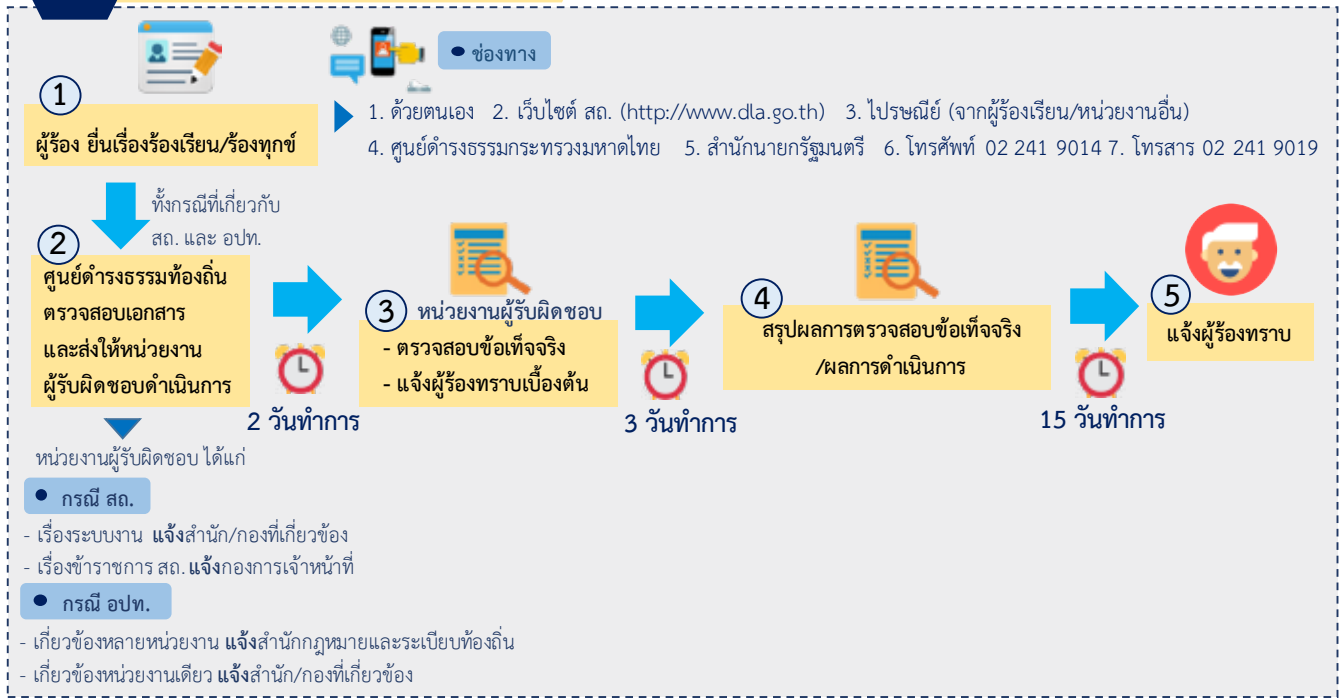 ช่องทาง
1
ผู้ร้อง ยื่นเรื่องร้องเรียน/ร้องทุกข์
1. ด้วยตนเอง 2. เว็บไซต์ สถ. (http://www.dla.go.th) 3. ไปรษณีย์ (จากผู้ร้องเรียน/หน่วยงานอื่น)
4. ศูนย์ดำรงธรรมกระทรวงมหาดไทย 5. สำนักนายกรัฐมนตรี 6. โทรศัพท์ 02 241 9014 7. โทรสาร 02 241 9019
ทั้งกรณีที่เกี่ยวกับ
สถ. และ อปท.
2
ศูนย์ดำรงธรรมท้องถิ่น
ตรวจสอบเอกสาร
และส่งให้หน่วยงาน
ผู้รับผิดชอบดำเนินการ
2 วันทำการ
3 หน่วยงานผู้รับผิดชอบ
- ตรวจสอบข้อเท็จจริง
- แจ้งผู้ร้องทราบเบื้องต้น
3 วันทำการ
4
สรุปผลการตรวจสอบข้อเท็จจริง
/ผลการดำเนินการ
15 วันทำการ
5
แจ้งผู้ร้องทราบ
หน่วยงานผู้รับผิดชอบ ได้แก่
กรณี สถ.
- เรื่องระบบงาน แจ้งสำนัก/กองที่เกี่ยวข้อง
- เรื่องข้าราชการ สถ. แจ้งกองการเจ้าหน้าที่
กรณี อปท.
- เกี่ยวข้องหลายหน่วยงาน แจ้งสำนักกฎหมายและระเบียบท้องถิ่น
- เกี่ยวข้องหน่วยงานเดียว แจ้งสำนัก/กองที่เกี่ยวข้อง